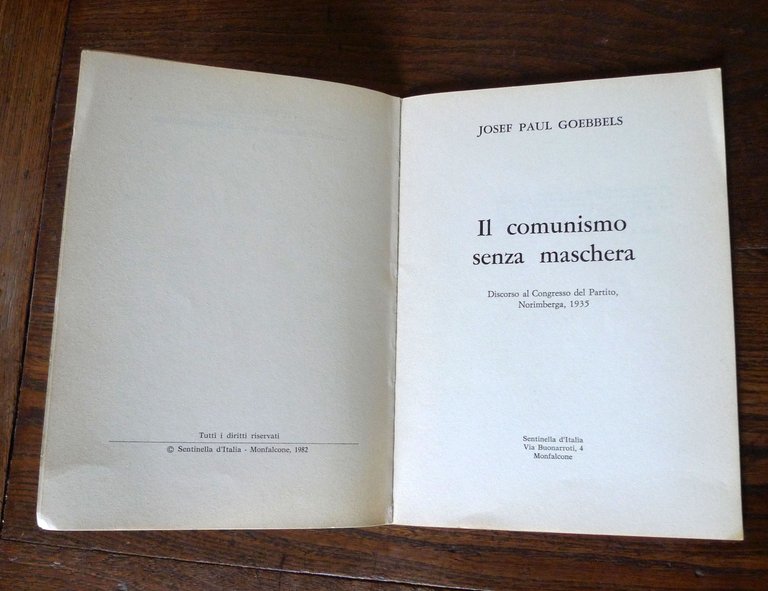 Tutti i diritti riservati
© Sentinella d'Italia - Monfalcone, 1982
JOSEF PAUL GOEBBELS
Il comunismo
senza maschera
Discorso al Congresso del Partito,
Norimberga, 1935
Sentinella d'Italia
Via Buonarroti, 4
Monfalcone